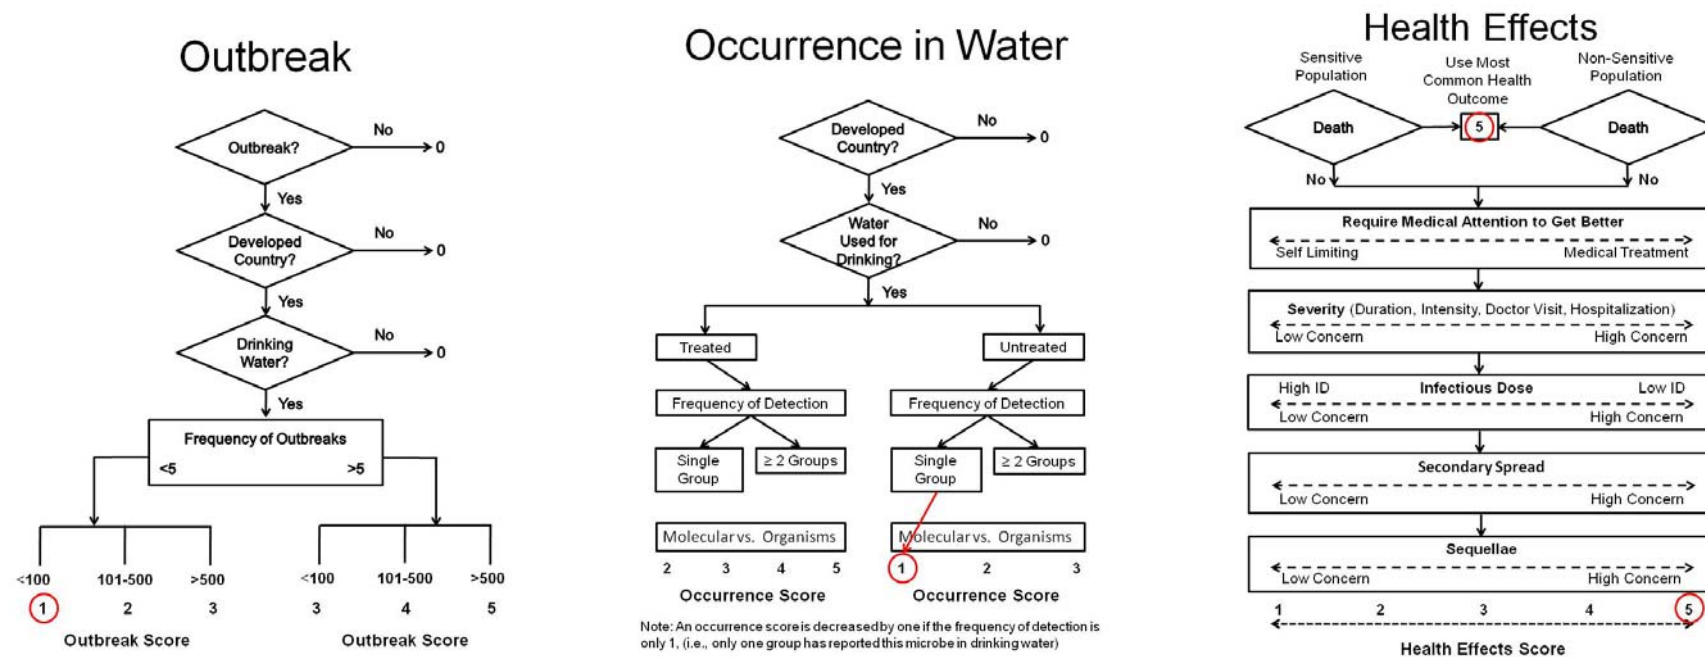 Outbreak
Outbreak?
No
0
Yes
Developed
Country?
No
0
Yes
Drinking
Water?
No
0
Yes
Frequency of Outbreaks
<5 >5
<100 101-500 >500
1 2 3
Outbreak Score
<100 101-500 >500
3 4 5
Outbreak Score
Occurrence in Water
Developed
Country?
No
0
Yes
Water
Used for
Drinking?
No
0
Yes
Treated
Untreated
Frequency of Detection
Frequency of Detection
Single
Group
≥ 2 Groups
Single
Group
≥ 2 Groups
Molecular vs. Organisms
Molecular vs. Organisms
2 3 4 5
Occurrence Score
1 2 3
Occurrence Score
Note: An occurrence score is decreased by one if the frequency of detection is
only 1, (i.e., only one group has reported this microbe in drinking water)
Health Effects
Sensitive
Population
Use Most
Common Health
Outcome
Non-Sensitive
Population
Death
5
Death
No
No
Require Medical Attention to Get Better
Self Limiting Medical Treatment
Severity (Duration, Intensity, Doctor Visit, Hospitalization)
Low Concern High Concern
High ID Infectious Dose Low ID
Low Concern High Concern
Secondary Spread
Low Concern High Concern
Sequellae
Low Concern High Concern
1 2 3 4 5
Health Effects Score